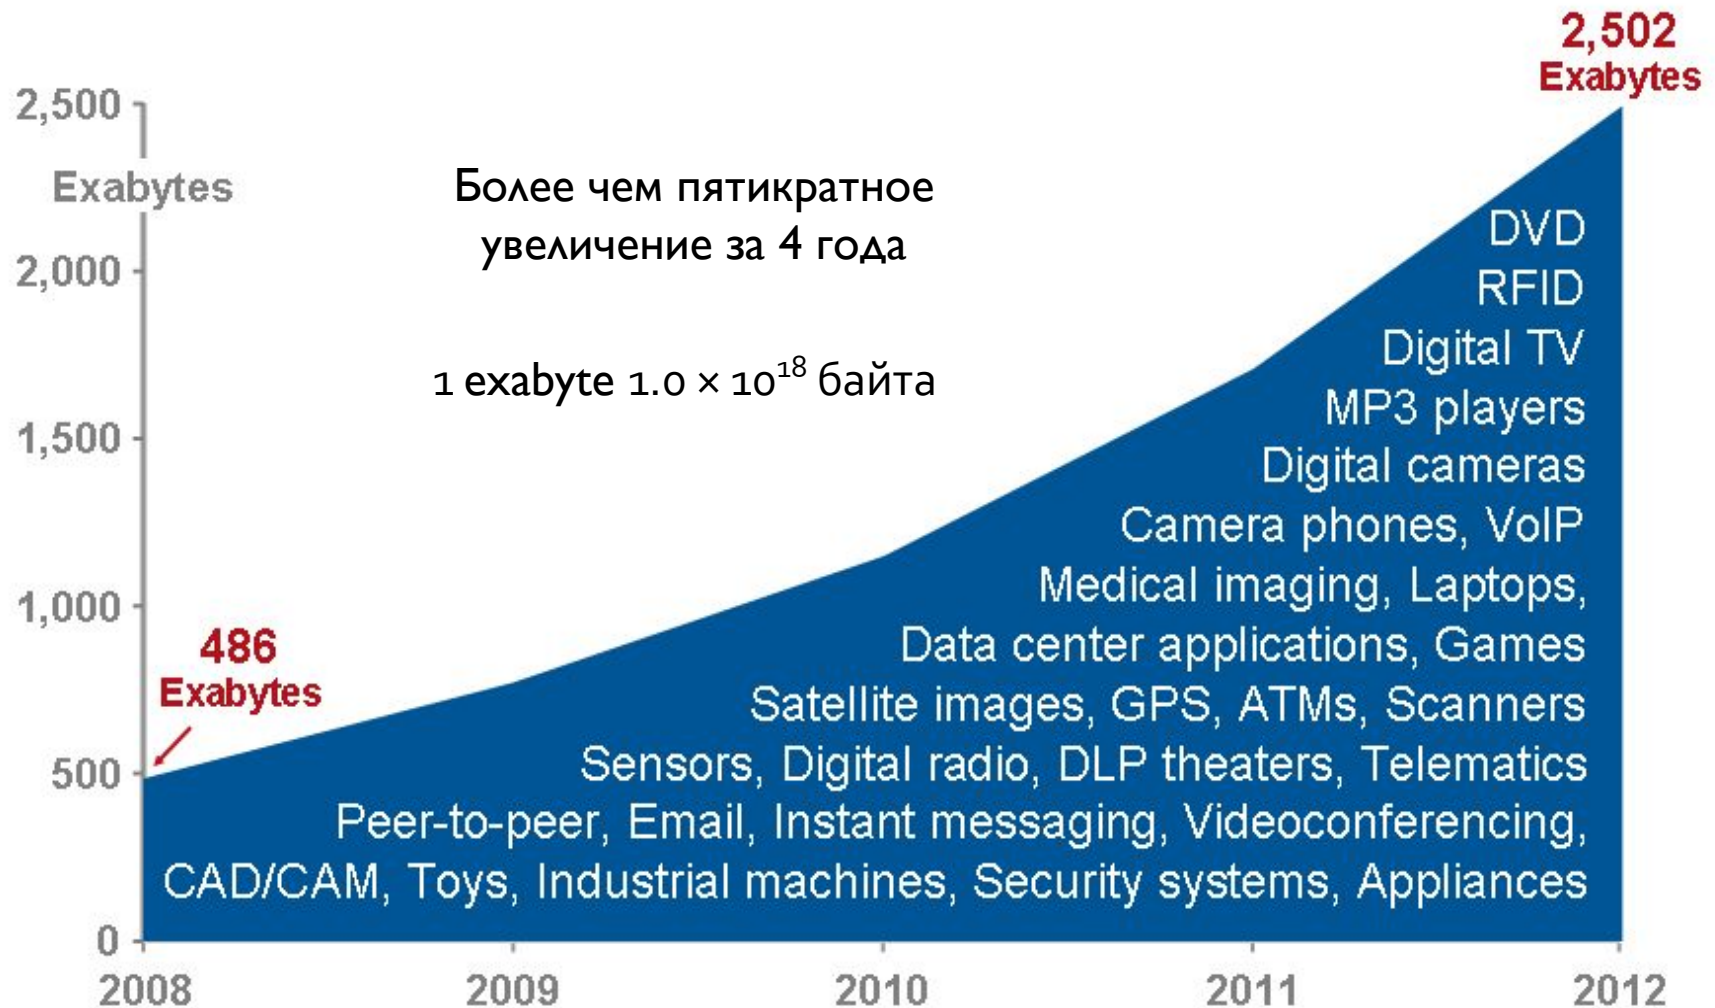 2,502
Exabytes
2,500
Exabytes
Более чем пятикратное
увеличение за 4 года
DVD
2,000
RFID
Digital TV
1 exabyte 1.0 × 10¹⁸ байта
MP3 players
1,500
Digital cameras
Camera phones, VoIP
Medical imaging, Laptops,
1,000
486
Exabytes
Data center applications, Games
Satellite images, GPS, ATMs, Scanners
500
Sensors, Digital radio, DLP theaters, Telematics
Peer-to-peer, Email, Instant messaging, Videoconferencing,
CAD/CAM, Toys, Industrial machines, Security systems, Appliances
0
2008 2009 2010 2011 2012